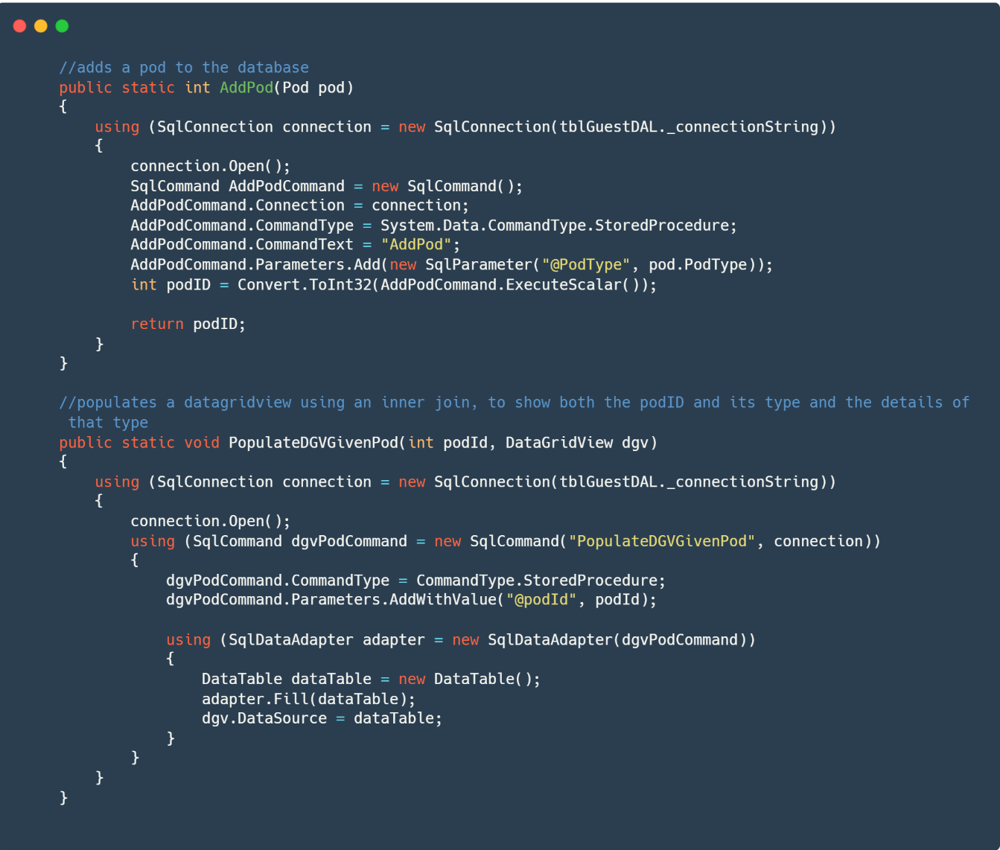 //adds a pod to the database
public static int AddPod(Pod pod)
{
    using (SqlConnection connection = new SqlConnection(tblGuestDAL._connectionString))
    {
        connection.Open();
        SqlCommand AddPodCommand = new SqlCommand();
        AddPodCommand.Connection = connection;
        AddPodCommand.CommandType = System.Data.CommandType.StoredProcedure;
        AddPodCommand.CommandText = "AddPod";
        AddPodCommand.Parameters.Add(new SqlParameter("@PodType", pod.PodType));
        int podID = Convert.ToInt32(AddPodCommand.ExecuteScalar());

        return podID;
    }
}

//populates a datagridview using an inner join, to show both the podID and its type and the details of
 that type
public static void PopulateDGVGivenPod(int podId, DataGridView dgv)
{
    using (SqlConnection connection = new SqlConnection(tblGuestDAL._connectionString))
    {
        connection.Open();
        using (SqlCommand dgvPodCommand = new SqlCommand("PopulateDGVGivenPod", connection))
        {
            dgvPodCommand.CommandType = CommandType.StoredProcedure;
            dgvPodCommand.Parameters.AddWithValue("@podId", podId);

            using (SqlDataAdapter adapter = new SqlDataAdapter(dgvPodCommand))
            {
                DataTable dataTable = new DataTable();
                adapter.Fill(dataTable);
                dgv.DataSource = dataTable;
            }
        }
    }
}